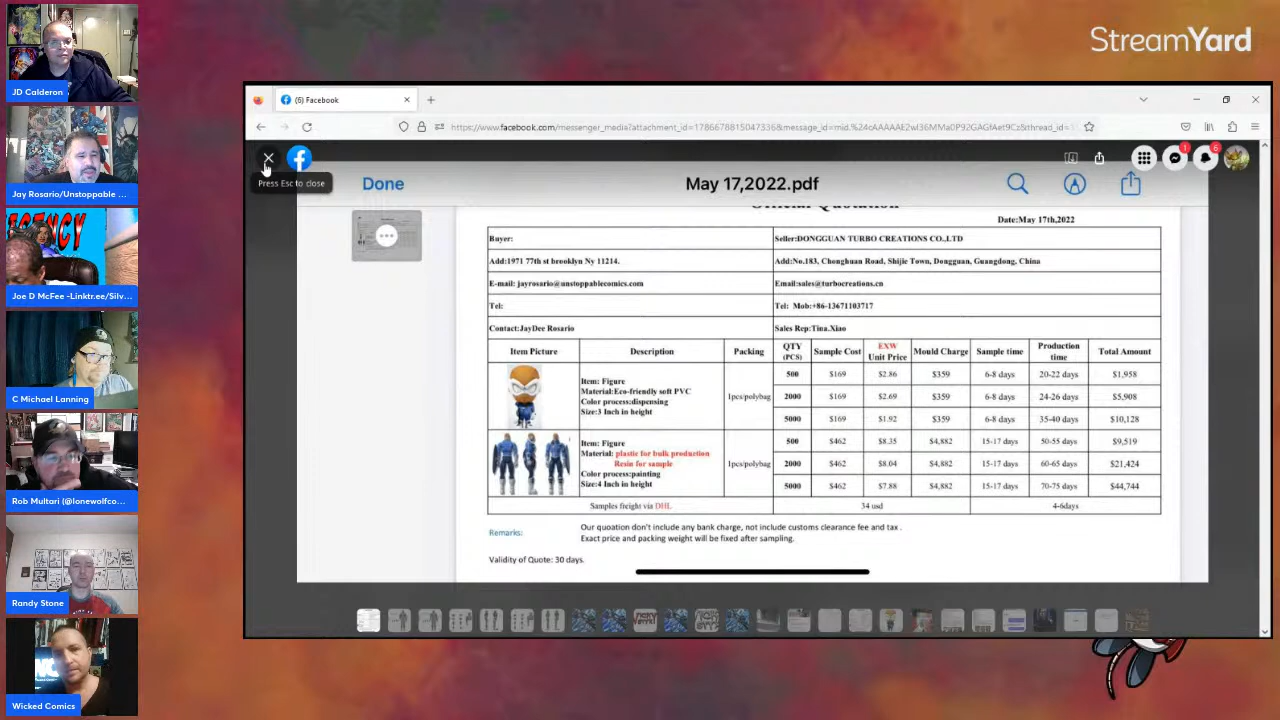 StreamYard
JD Calderon
Jay Rosario/Unstoppable ...
Joe D McFee -Linktr.ee/Silv...
C Michael Lanning
Rob Multari (@lonewolfco...
Randy Stone
Wicked Comics
(6) Facebook
Press Esc to close
1
6
Done
May 17,2022.pdf
Official Quotation
Date:May 17th,2022
Buyer: Seller:DONGGUAN TURBO CREATIONS CO.,LTD
Add:1971 77th st brooklyn Ny 11214. Add:No.183, Chonghuan Road, Shijie Town, Dongguan, Guangdong, China
E-mail: jayrosario@unstoppablecomics.com Email:sales@turbocreations.cn
Tel: Tel: Mob:+86-13671103717
Contact:JayDee Rosario Sales Rep:Tina.Xiao
Item Picture Description Packing QTY (PCS) Sample Cost EXW Unit Price Mould Charge Sample time Production time Total Amount
Item: Figure
Material:Eco-friendly soft PVC
Color process:dispensing
Size:3 Inch in height
1pcs/polybag
500 $169 $2.86 $359 6-8 days 20-22 days $1,958
2000 $169 $2.69 $359 6-8 days 24-26 days $5,908
5000 $169 $1.92 $359 6-8 days 35-40 days $10,128
Item: Figure
Material: plastic for bulk production
Resin for sample
Color process:painting
Size:4 Inch in height
1pcs/polybag
500 $462 $8.35 $4,882 15-17 days 50-55 days $9,519
2000 $462 $8.04 $4,882 15-17 days 60-65 days $21,424
5000 $462 $7.88 $4,882 15-17 days 70-75 days $44,744
Samples freight via DHL 34 usd 4-6days
Remarks: Our quoation don't include any bank charge, not include customs clearance fee and tax .
Exact price and packing weight will be fixed after sampling.
Validity of Quote: 30 days.